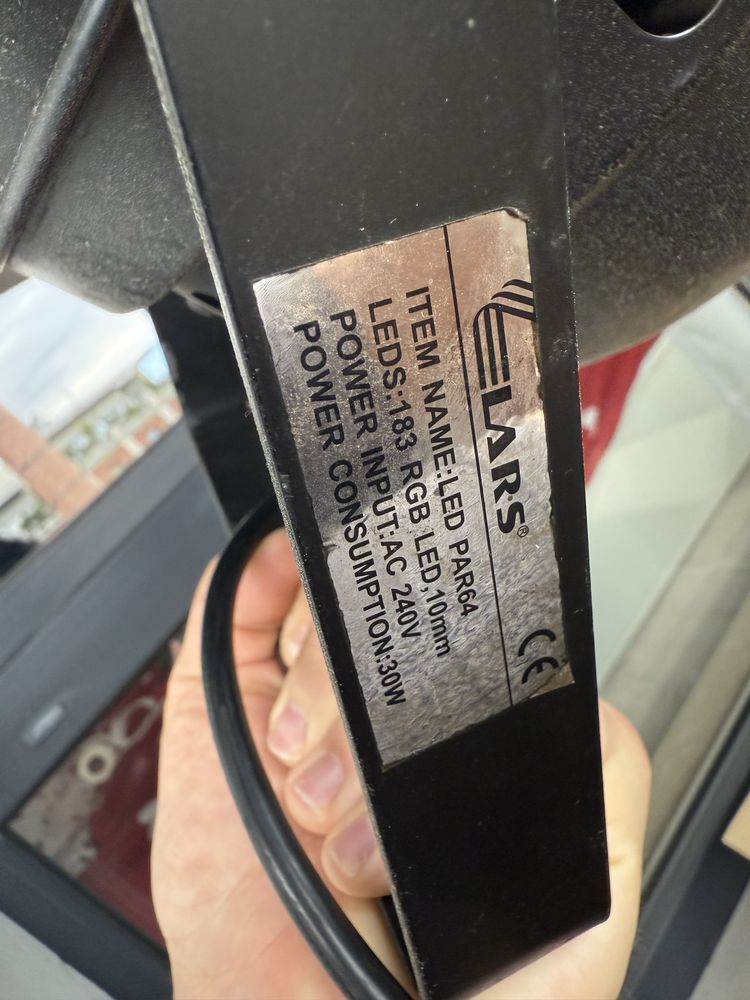 ELARS® CE
ITEM NAME:LED PAR64
LEDS:183 RGB LED,10mm
POWER INPUT:AC 240V
POWER CONSUMPTION:30W